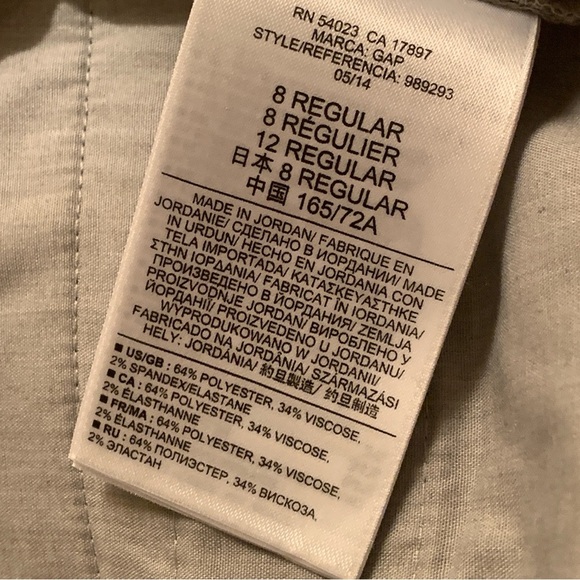 RN 54023 CA 17897
MARCA: GAP
STYLE/REFERENCIA: 989293
05/14
8 REGULAR
8 RÉGULIER
12 REGULAR
日本 8 REGULAR
中国 165/72A
MADE IN JORDAN/ FABRIQUE EN
JORDANIE/ СДЕЛАНО В ИОРДАНИИ/ MADE
IN URDUN/ HECHO EN JORDANIA CON
TELA IMPORTADA/ ΚΑΤΑΣΚΕΥΑΣΤΗΚΕ
ΣΤΗΝ ΙΟΡΔΑΝΙΑ/ FABRICAT IN IORDANIA/
ПРОИЗВЕДЕНО В ЙОРДАНИЯ/ ZEMLJA
PROIZVODNJE JORDAN/ ВИРОБЛЕНО У
ЙОРДАНІЇ/ PROIZVEDENO U JORDANU/
WYPRODUKOWANO W JORDANII/
FABRICADO NA JORDÂNIA/ SZÁRMAZÁSI
HELY: JORDÁNIA/ 約旦製造/ 约旦制造
■ US/GB : 64% POLYESTER, 34% VISCOSE,
2% SPANDEX/ELASTANE
■ CA : 64% POLYESTER, 34% VISCOSE,
2% ÉLASTHANNE
■ FR/MA : 64% POLYESTER, 34% VISCOSE,
2% ÉLASTHANNE
■ RU : 64% ПОЛИЭСТЕР, 34% ВИСКОЗА,
2% ЭЛАСТАН